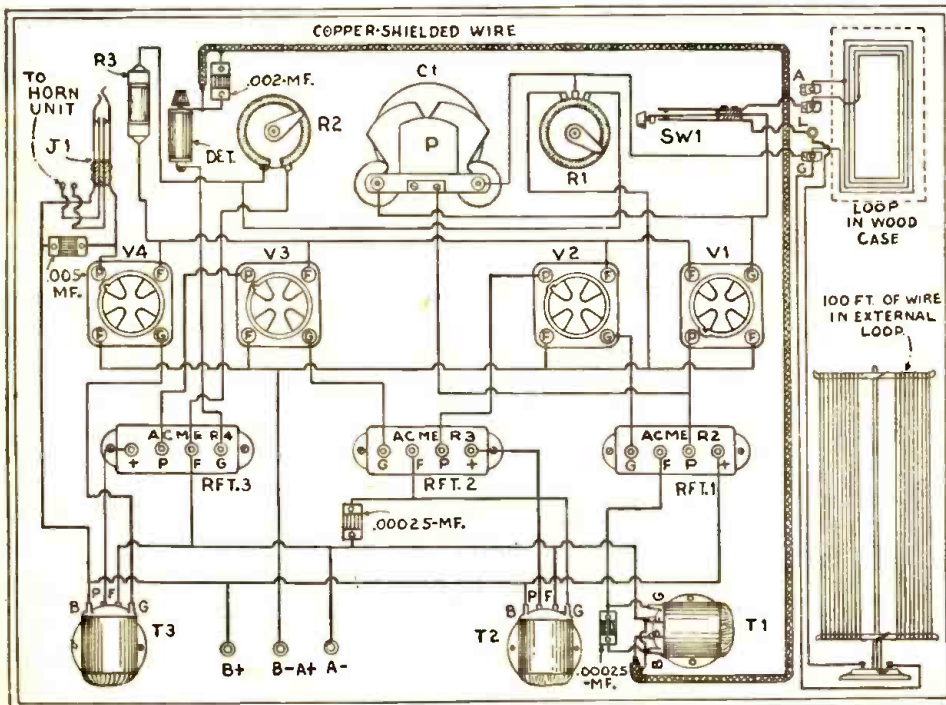 COPPER-SHIELDED WIRE
R3
TO
HORN
UNIT
J1
.002-MF.
DET.
R2
C1
P
R1
SW1
A
L
G
LOOP
IN WOOD
CASE
V4
V3
V2
V1
.005
MF.
P F
F G
P F
F G
P F
F G
F G
P F
100 FT. OF WIRE
IN EXTERNAL
LOOP
ACME R4
+ P F G
RFT.3
ACME R3
G F P +
RFT.2
ACME R2
G F P +
RFT.1
.00025-MF.
B P F G
T3
B+
B-A+
A-
B P F G
T2
.00025
-MF.
G
B
T1